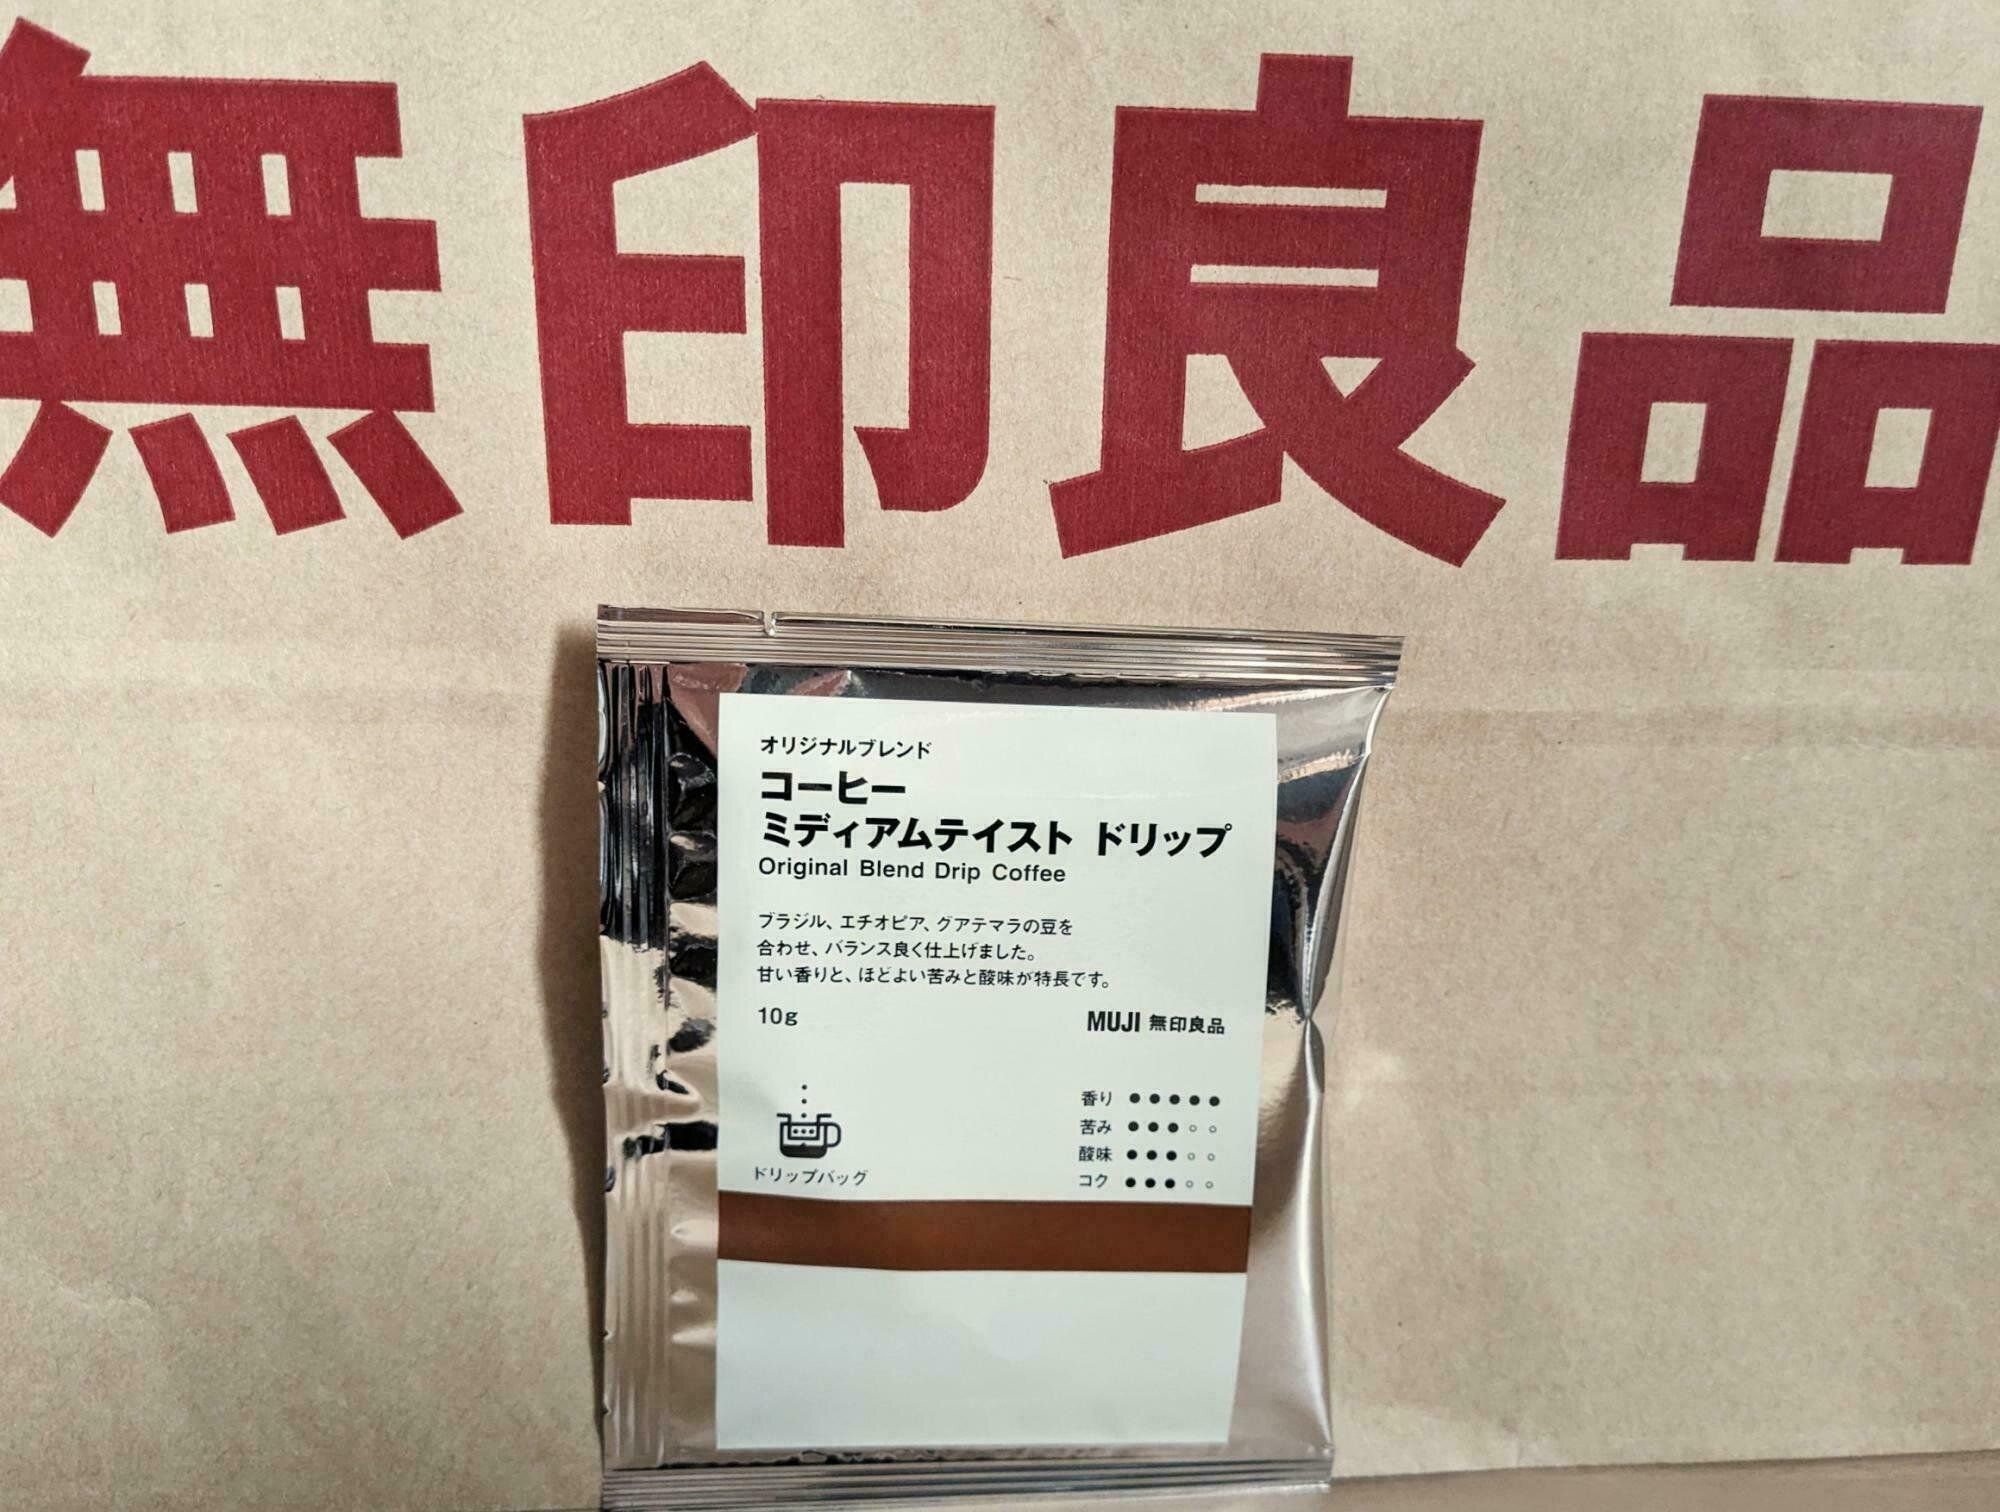 無印良品
オリジナルブレンド
コーヒー
ミディアムテイスト ドリップ
Original Blend Drip Coffee
ブラジル、エチオピア、グアテマラの豆を
合わせ、バランス良く仕上げました。
甘い香りと、ほどよい苦みと酸味が特長です。
10g
MUJI 無印良品
香り ●●●●●
苦み ●●●○○
酸味 ●●●○○
コク ●●●○○
ドリップバッグ